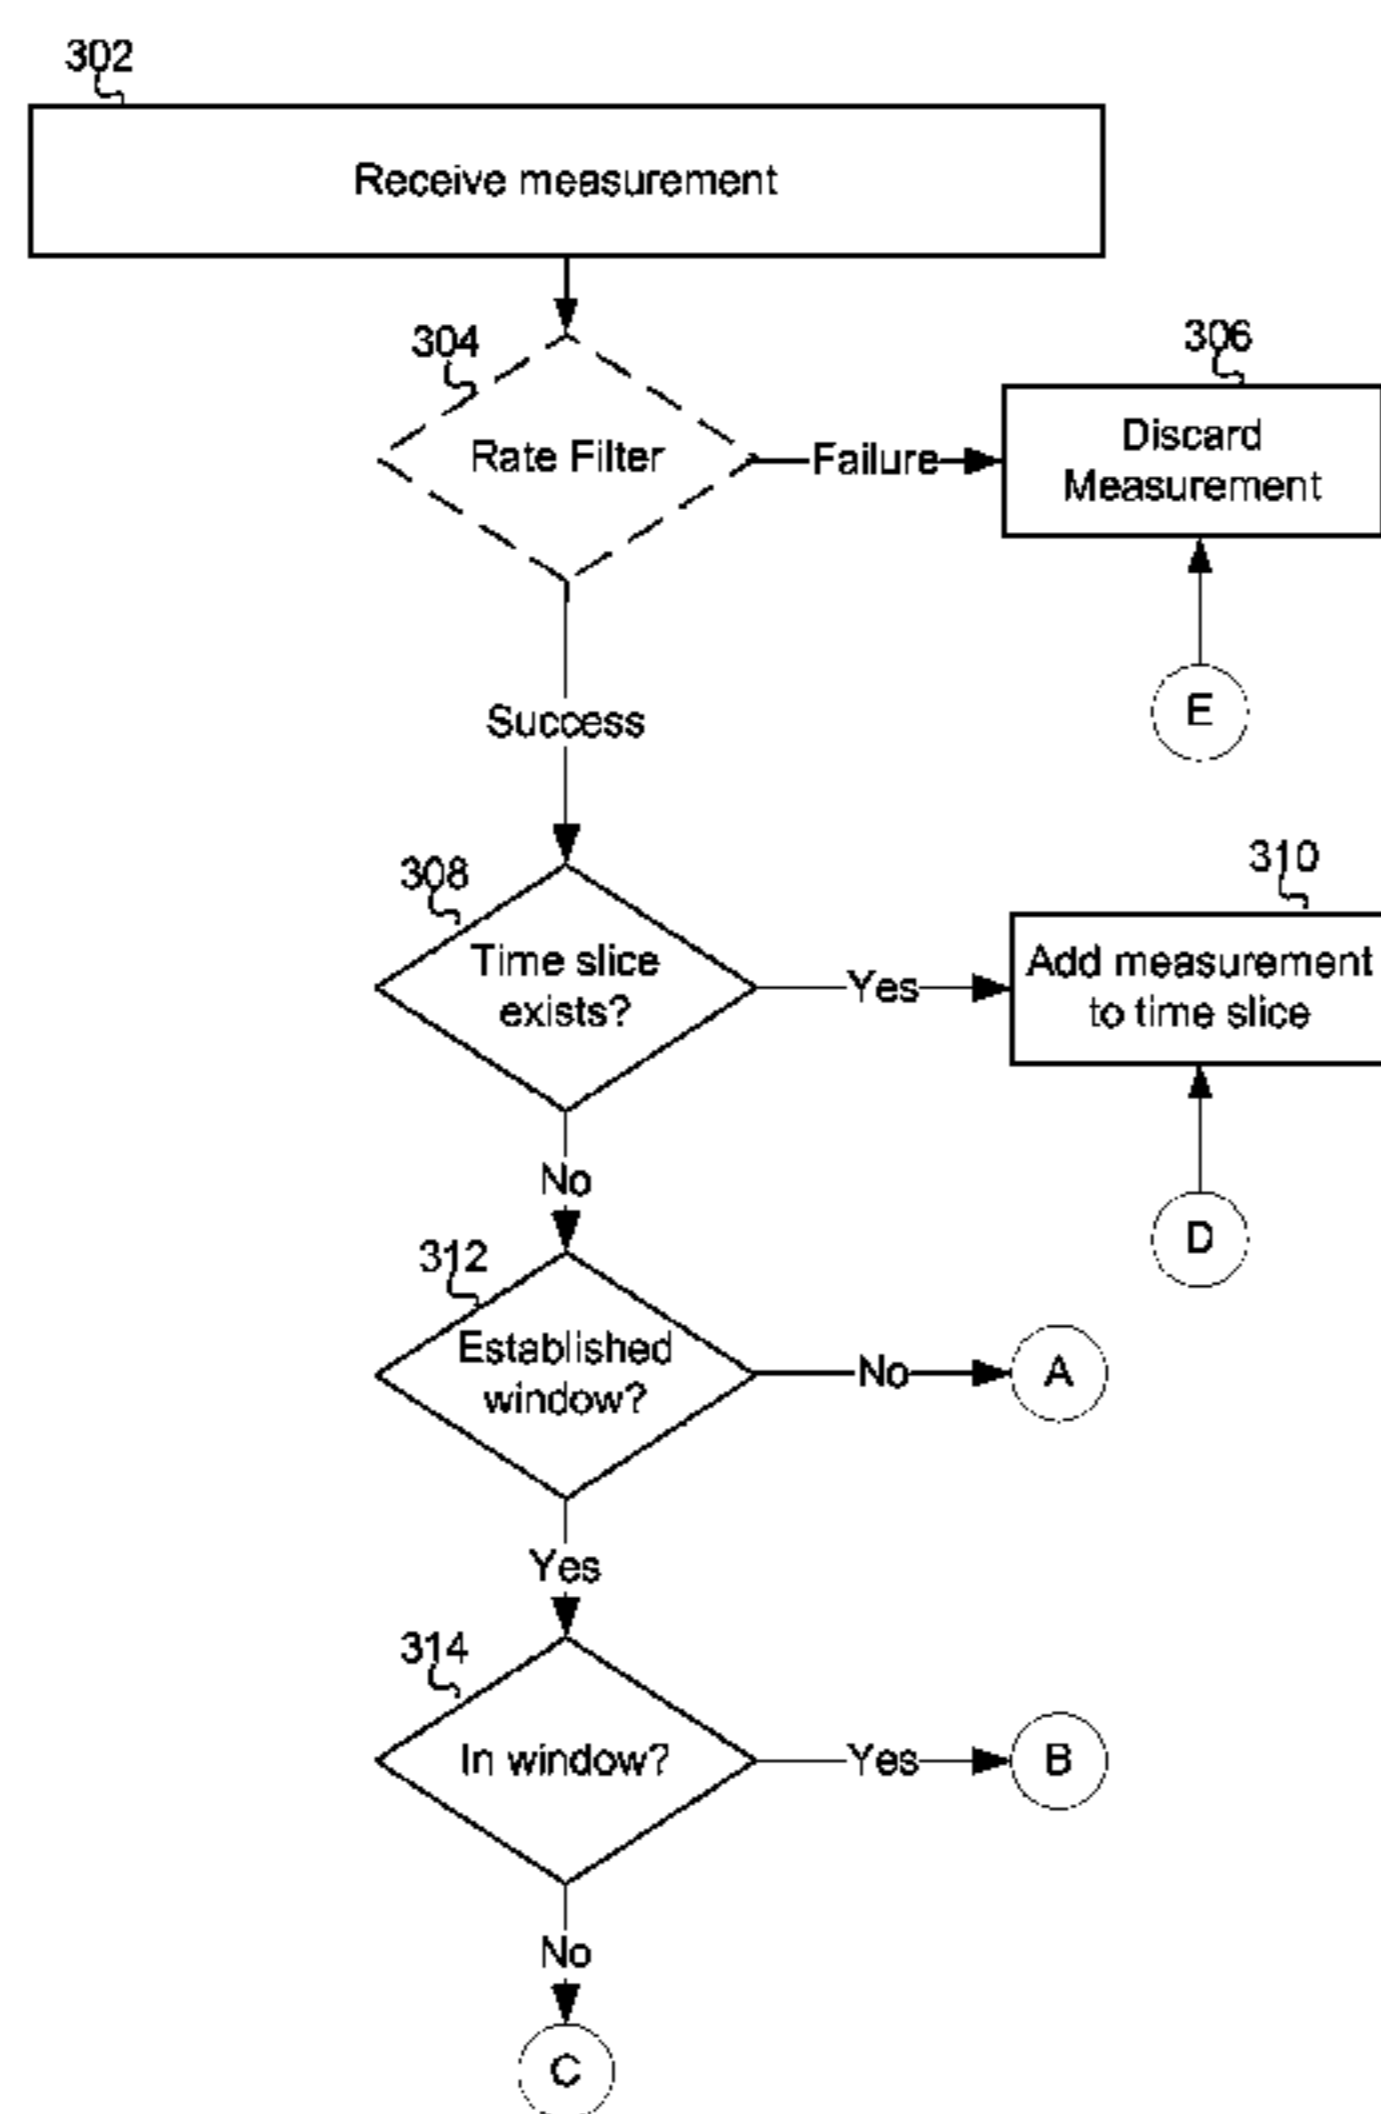 302
Receive measurement
304
Rate Filter
Failure
306
Discard
Measurement
E
Success
308
Time slice
exists?
Yes
310
Add measurement
to time slice
D
No
312
Established
window?
No
A
Yes
314
In window?
Yes
B
No
C